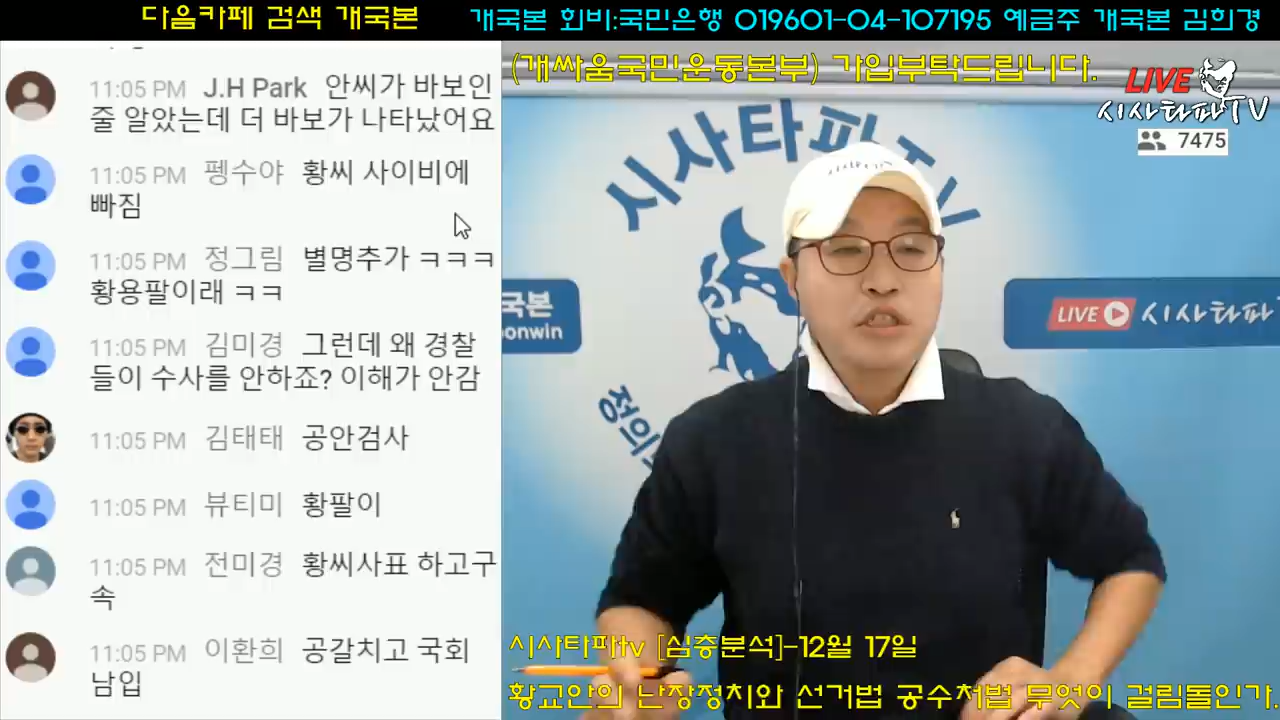 다음카페 검색 개국본
개국본 회비:국민은행 019601-04-107195 예금주 개국본 김희경
(개싸움국민운동본부) 가입부탁드립니다.
LIVE
시사타파TV
7475
11:05 PM J.H Park 안씨가 바보인
줄 알았는데 더 바보가 나타났어요
11:05 PM 펭수야 황씨 사이비에
빠짐
11:05 PM 정그림 별명추가 ㅋㅋㅋ
황용팔이래 ㅋㅋ
11:05 PM 김미경 그런데 왜 경찰
들이 수사를 안하죠? 이해가 안감
11:05 PM 김태태 공안검사
11:05 PM 뷰티미 황팔이
11:05 PM 전미경 황씨사표 하고구
속
11:05 PM 이환희 공갈치고 국회
남입
시사타파TV
국본
onwin
LIVE 시사타파
정의
시사타파tv [심층분석]-12월 17일
황교안의 난장정치와 선거법 공수처법 무엇이 걸림돌인가.